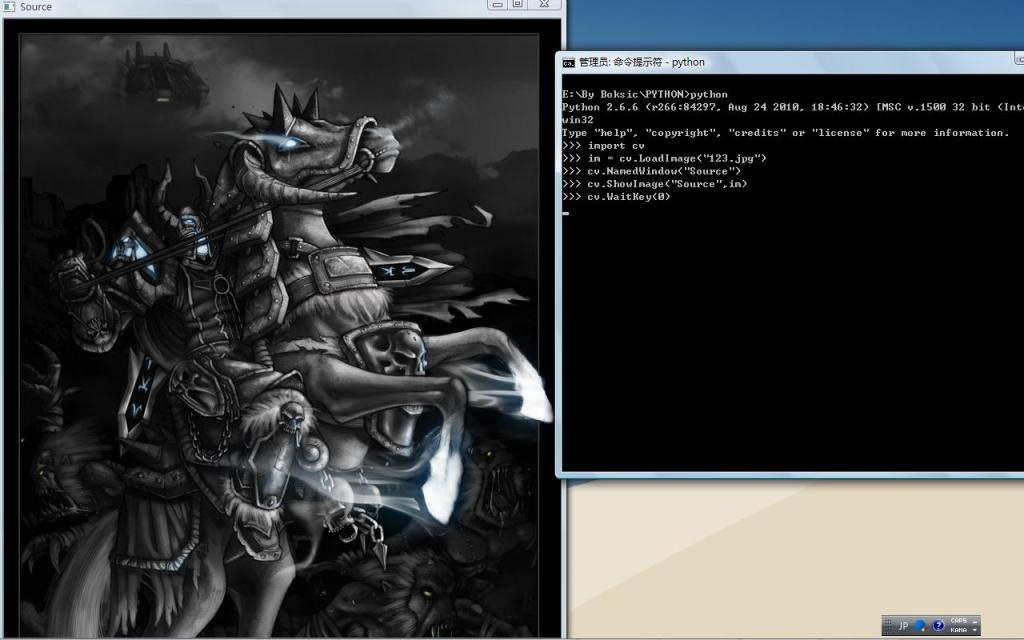 Source
管理员: 命令提示符 - python
E:\By Boksic\PYTHON>python
Python 2.6.6 (r266:84297, Aug 24 2010, 18:46:32) [MSC v.1500 32 bit (Inte
win32
Type "help", "copyright", "credits" or "license" for more information.
>>> import cv
>>> im = cv.LoadImage("123.jpg")
>>> cv.NamedWindow("Source")
>>> cv.ShowImage("Source",im)
>>> cv.WaitKey(0)
JP
CAPS
KANA